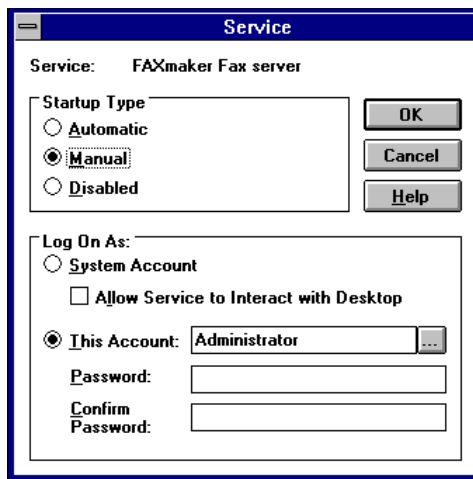 Service
Service: FAXmaker Fax server
Startup Type
Automatic
Manual
Disabled
OK
Cancel
Help
Log On As:
System Account
Allow Service to Interact with Desktop
This Account: Administrator ...
Password:
Confirm
Password: